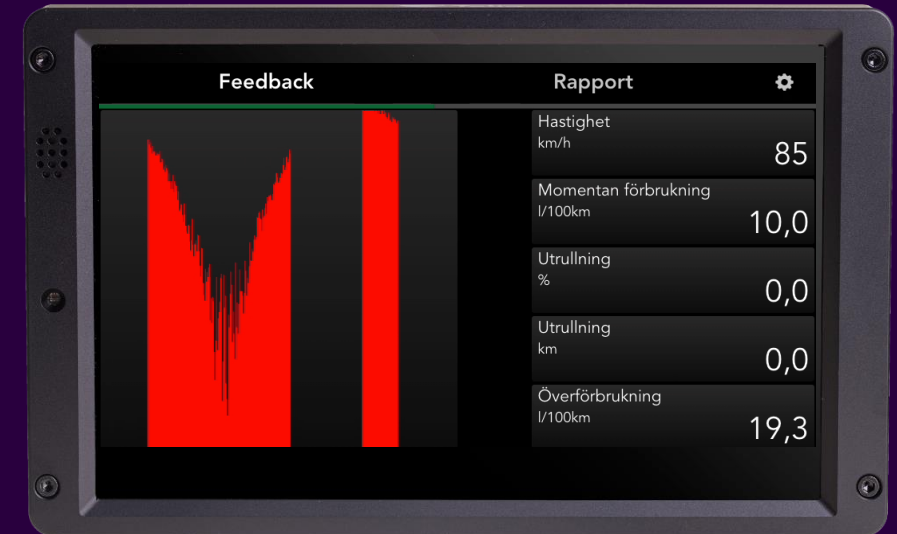 Feedback
Rapport
Hastighet
km/h
85
Momentan förbrukning
l/100km
10,0
Utrullning
%
0,0
Utrullning
km
0,0
Överförbrukning
l/100km
19,3